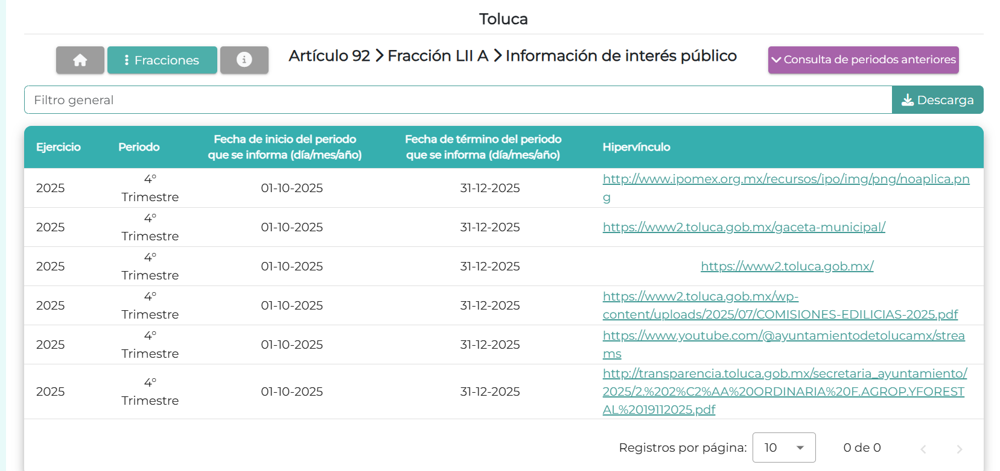 Toluca
Fracciones
Artículo 92 > Fracción LII A > Información de interés público
Consulta de periodos anteriores
Filtro general
Descarga
Ejercicio
Periodo
Fecha de inicio del periodo
que se informa (día/mes/año)
Fecha de término del periodo
que se informa (día/mes/año)
Hipervínculo
2025
4°
Trimestre
01-10-2025
31-12-2025
http://www.ipomex.org.mx/recursos/ipo/img/png/noaplica.pn
g
2025
4°
Trimestre
01-10-2025
31-12-2025
https://www2.toluca.gob.mx/gaceta-municipal/
2025
4°
Trimestre
01-10-2025
31-12-2025
https://www2.toluca.gob.mx/
2025
4°
Trimestre
01-10-2025
31-12-2025
https://www2.toluca.gob.mx/wp-
content/uploads/2025/07/COMISIONES-EDILICIAS-2025.pdf
2025
4°
Trimestre
01-10-2025
31-12-2025
https://www.youtube.com/@ayuntamientodetolucamx/strea
ms
2025
4°
Trimestre
01-10-2025
31-12-2025
http://transparencia.toluca.gob.mx/secretaria_ayuntamiento/
2025/2.%202%C2%AA%20ORDINARIA%20F.AGROP.YFOREST
AL%2019112025.pdf
Registros por página:
10
0 de 0